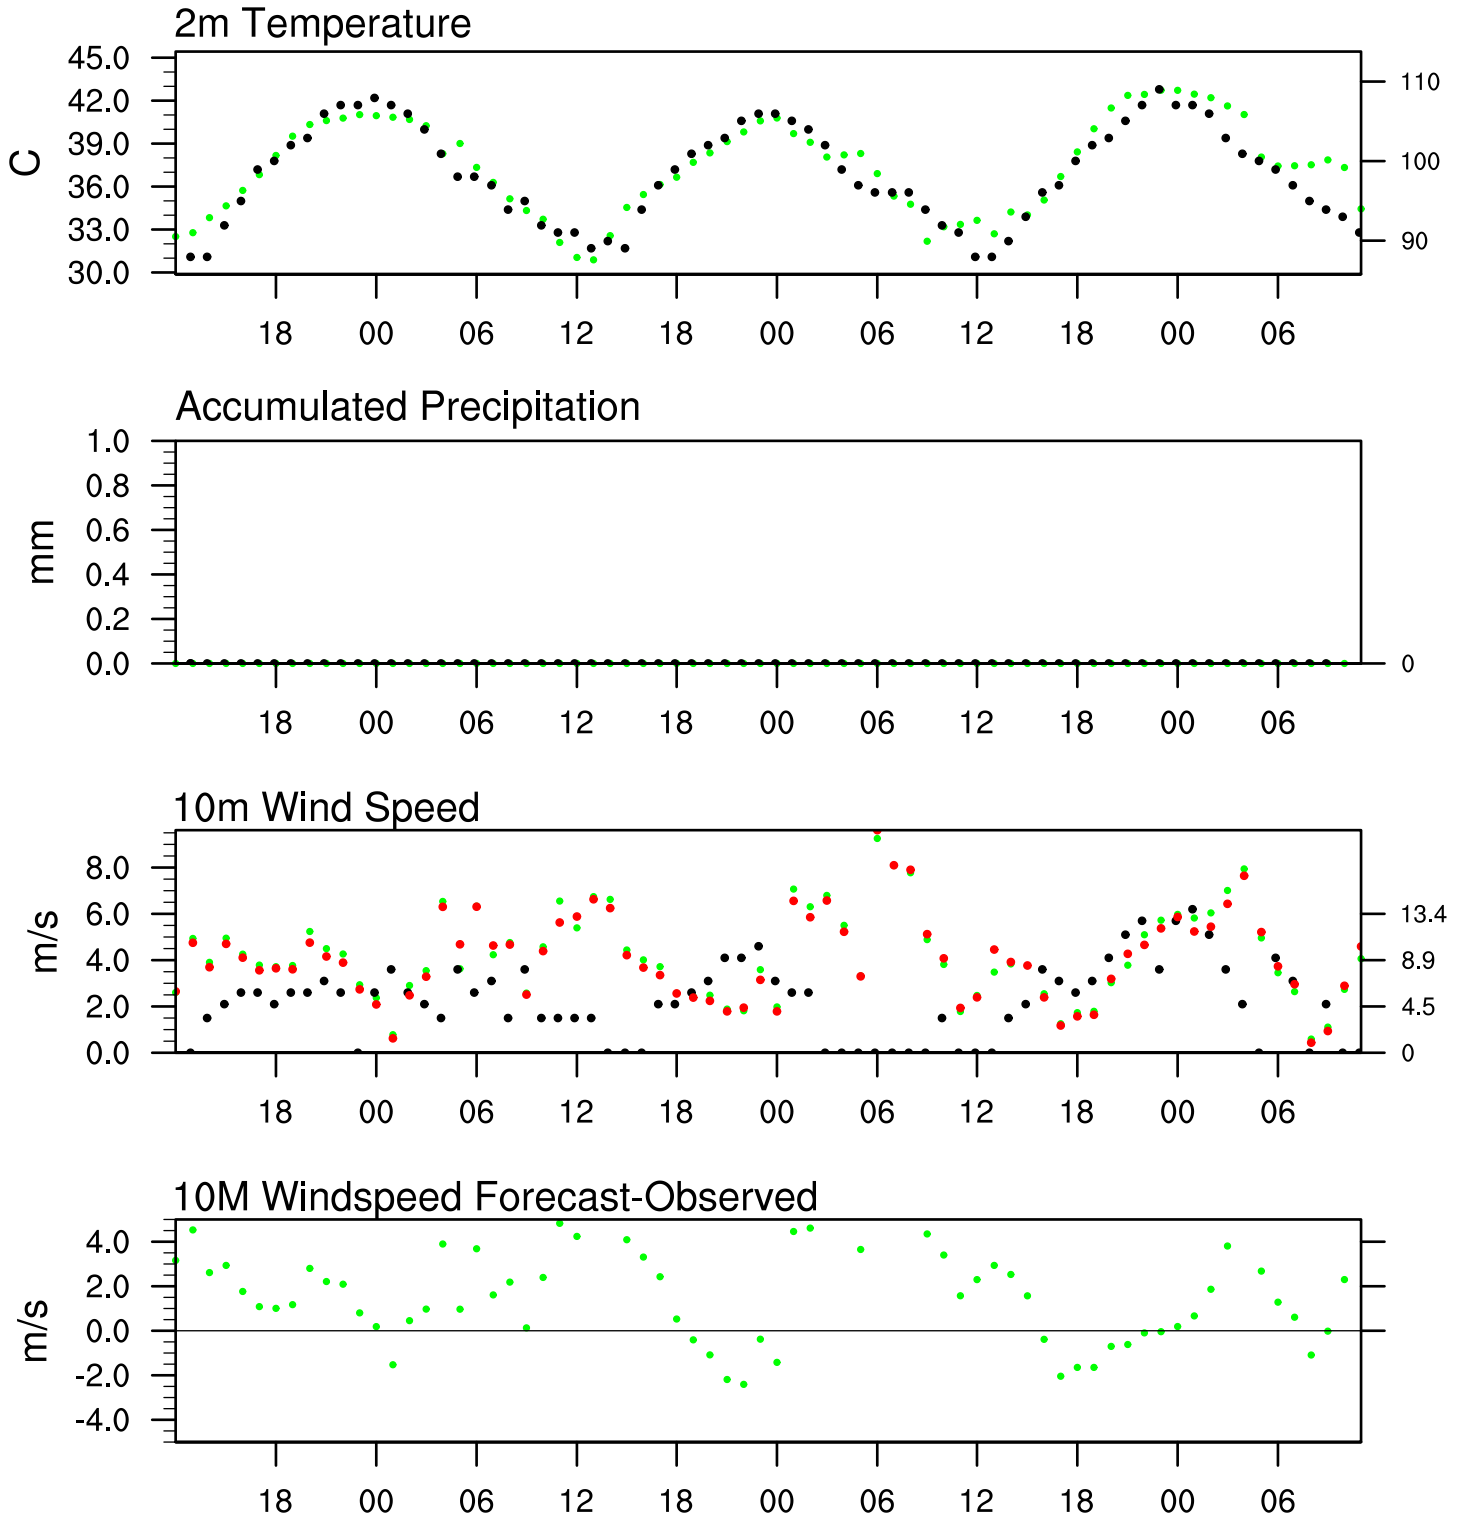 2m Temperature
45.0
42.0
39.0
36.0
33.0
30.0
C
110
100
90
18 00 06 12 18 00 06 12 18 00 06
Accumulated Precipitation
1.0
0.8
0.6
0.4
0.2
0.0
mm
0
18 00 06 12 18 00 06 12 18 00 06
10m Wind Speed
8.0
6.0
4.0
2.0
0.0
m/s
13.4
8.9
4.5
0
18 00 06 12 18 00 06 12 18 00 06
10M Windspeed Forecast-Observed
4.0
2.0
0.0
-2.0
-4.0
m/s
18 00 06 12 18 00 06 12 18 00 06